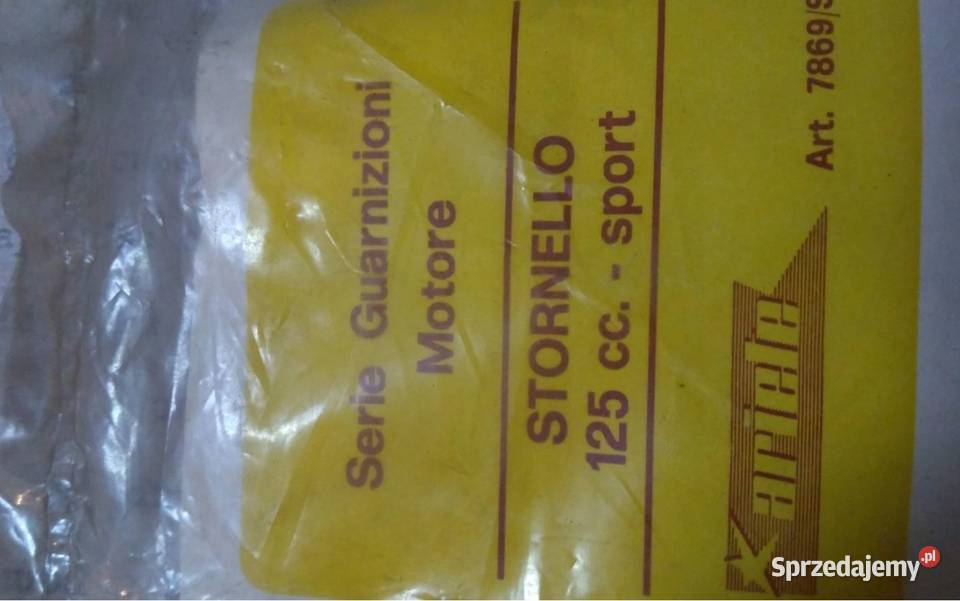 Serie Guarnizioni
Motore
STORNELLO
125 cc. - sport
ariete
Art. 7869/S
Sprzedajemy.pl